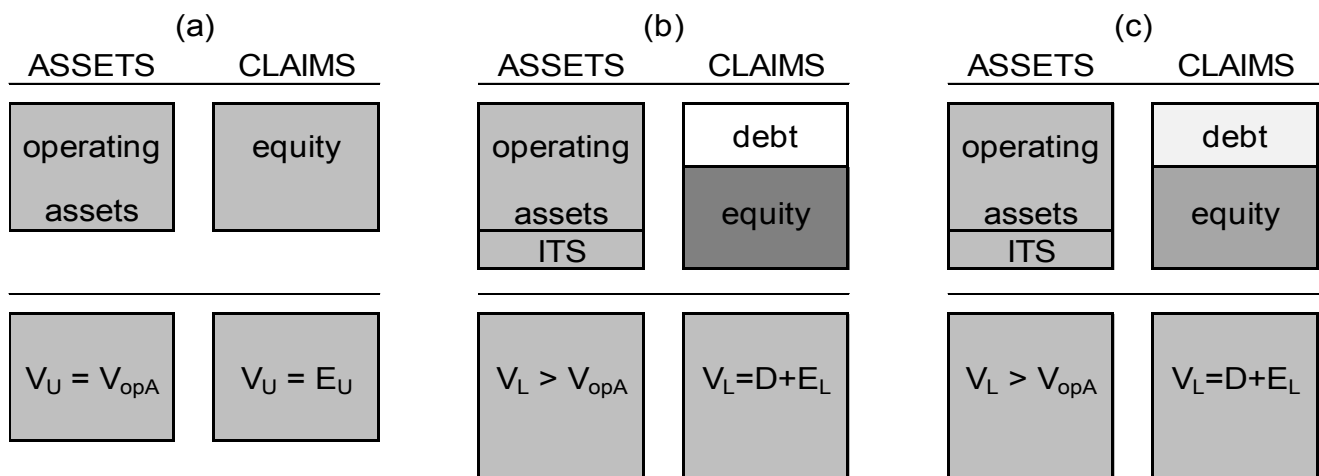 (a)
(b)
(c)
ASSETS CLAIMS
ASSETS CLAIMS
ASSETS CLAIMS
operating
assets
equity
operating
assets
ITS
debt
equity
operating
assets
ITS
debt
equity
V_U = V_opA
V_U = E_U
V_L > V_opA
V_L=D+E_L
V_L > V_opA
V_L=D+E_L